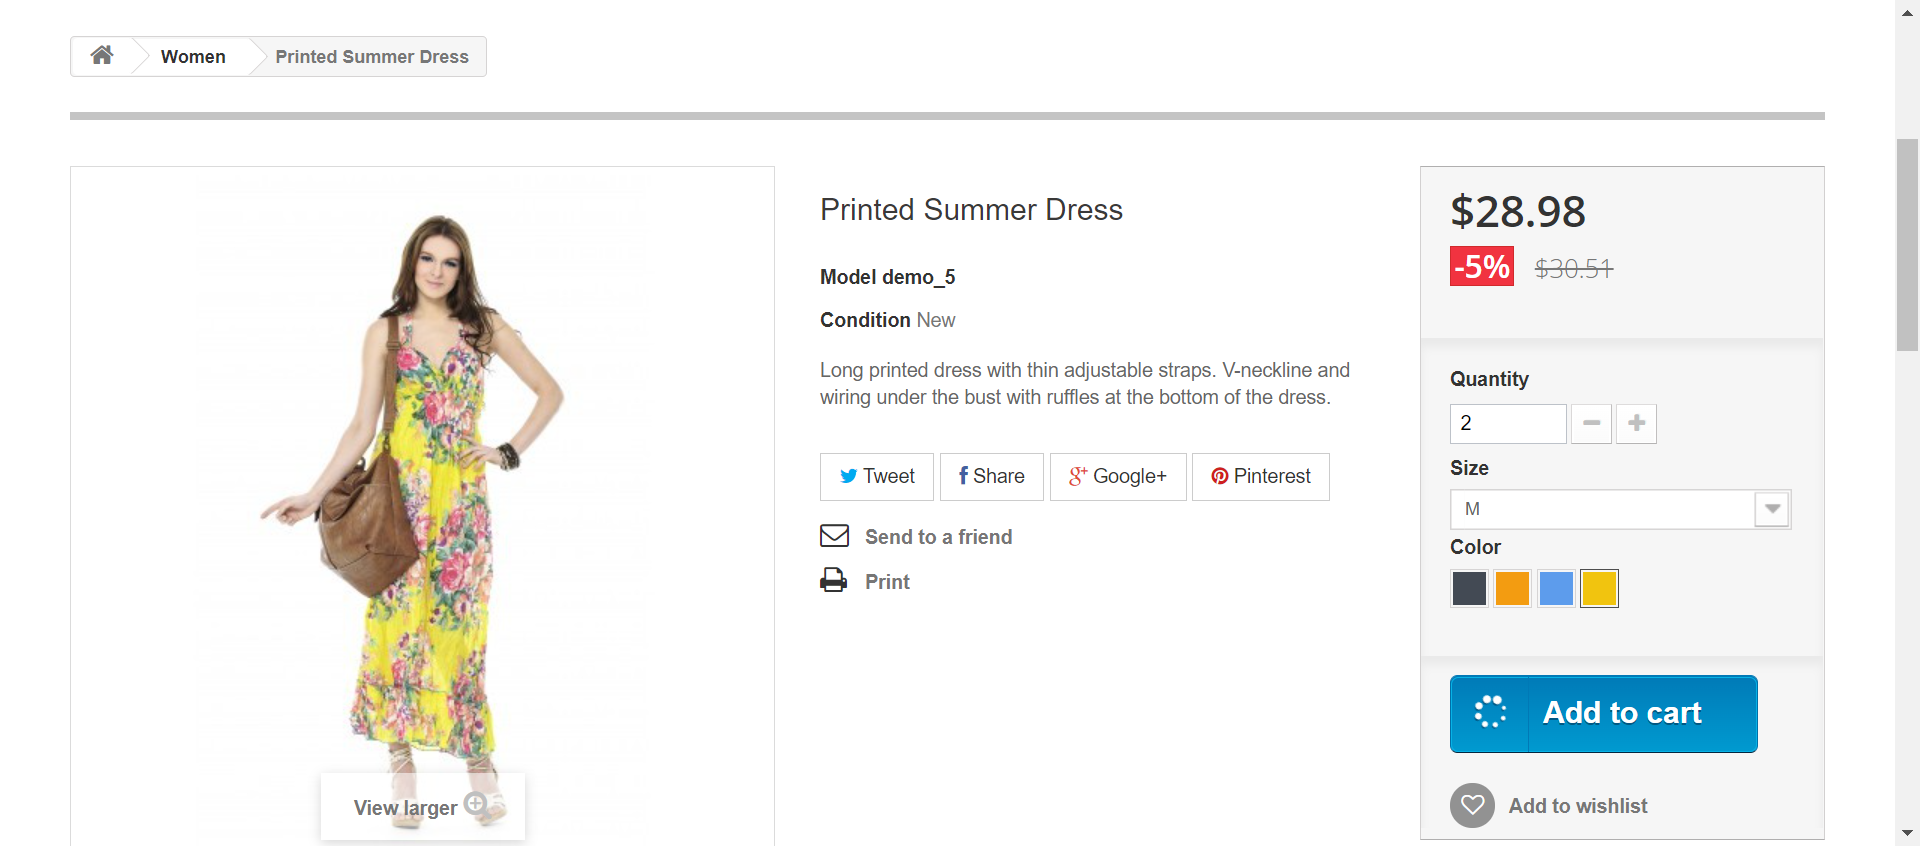 Women
Printed Summer Dress
Printed Summer Dress
Model demo_5
Condition New
Long printed dress with thin adjustable straps. V-neckline and
wiring under the bust with ruffles at the bottom of the dress.
Tweet
Share
Google+
Pinterest
Send to a friend
Print
View larger
$28.98
-5% $30.51
Quantity
2
Size
M
Color
Add to cart
Add to wishlist